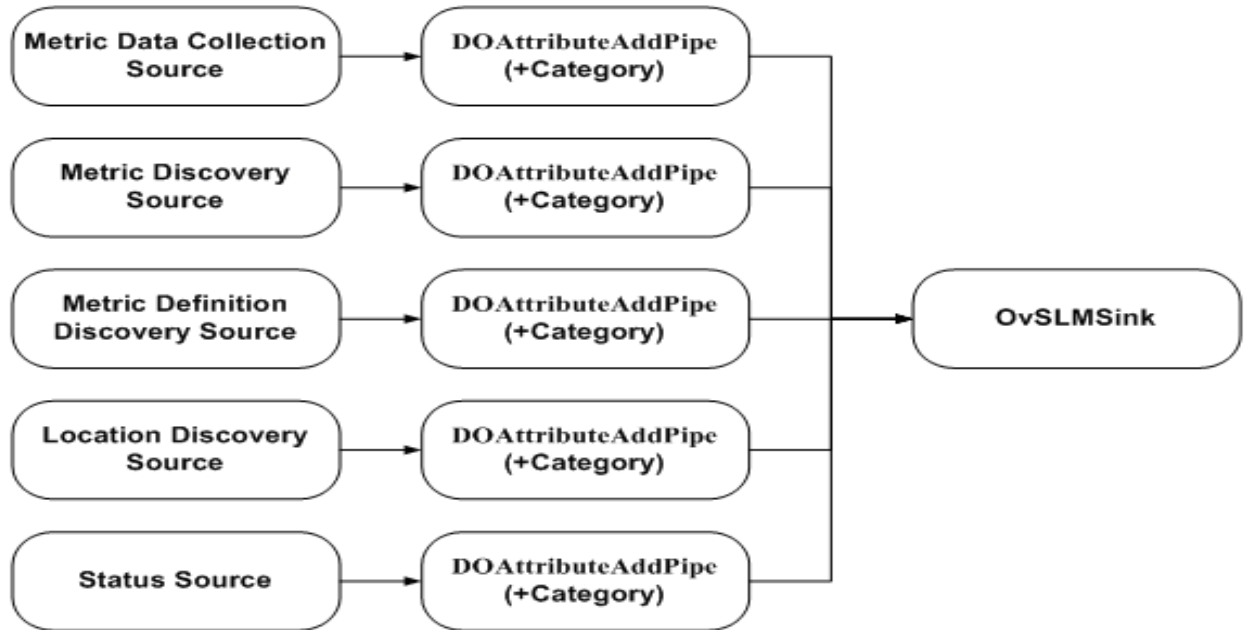 Metric Data Collection
Source
DOAttributeAddPipe
(+Category)
Metric Discovery
Source
DOAttributeAddPipe
(+Category)
Metric Definition
Discovery Source
DOAttributeAddPipe
(+Category)
OvSLMSink
Location Discovery
Source
DOAttributeAddPipe
(+Category)
Status Source
DOAttributeAddPipe
(+Category)